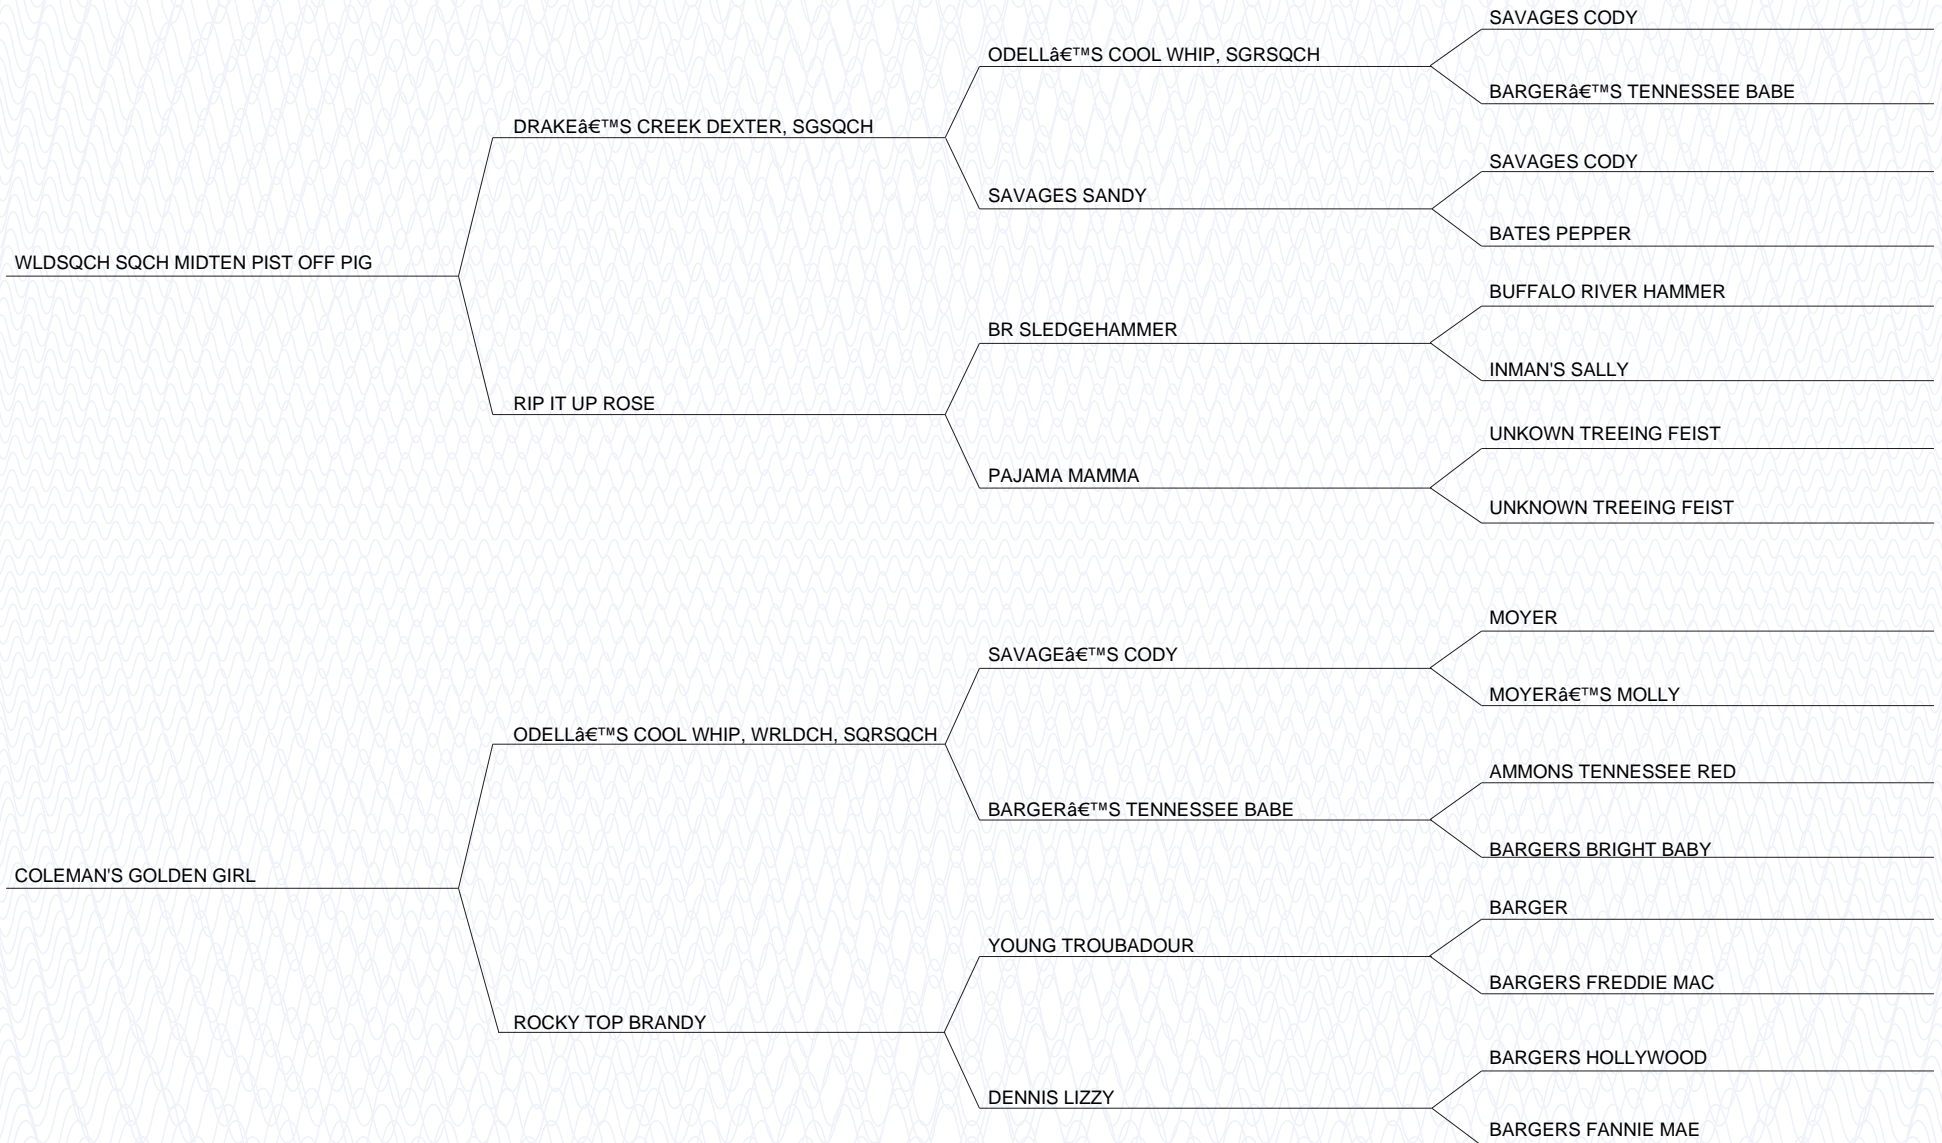 SAVAGES CODY
ODELLâ€™S COOL WHIP, SGRSQCH
BARGERâ€™S TENNESSEE BABE
DRAKEâ€™S CREEK DEXTER, SGSQCH
SAVAGES CODY
SAVAGES SANDY
BATES PEPPER
WLDSQCH SQCH MIDTEN PIST OFF PIG
BUFFALO RIVER HAMMER
BR SLEDGEHAMMER
INMAN'S SALLY
RIP IT UP ROSE
UNKOWN TREEING FEIST
PAJAMA MAMMA
UNKNOWN TREEING FEIST
MOYER
SAVAGEâ€™S CODY
MOYERâ€™S MOLLY
ODELLâ€™S COOL WHIP, WRLDCH, SQRSQCH
AMMONS TENNESSEE RED
BARGERâ€™S TENNESSEE BABE
BARGERS BRIGHT BABY
COLEMAN'S GOLDEN GIRL
BARGER
YOUNG TROUBADOUR
BARGERS FREDDIE MAC
ROCKY TOP BRANDY
BARGERS HOLLYWOOD
DENNIS LIZZY
BARGERS FANNIE MAE